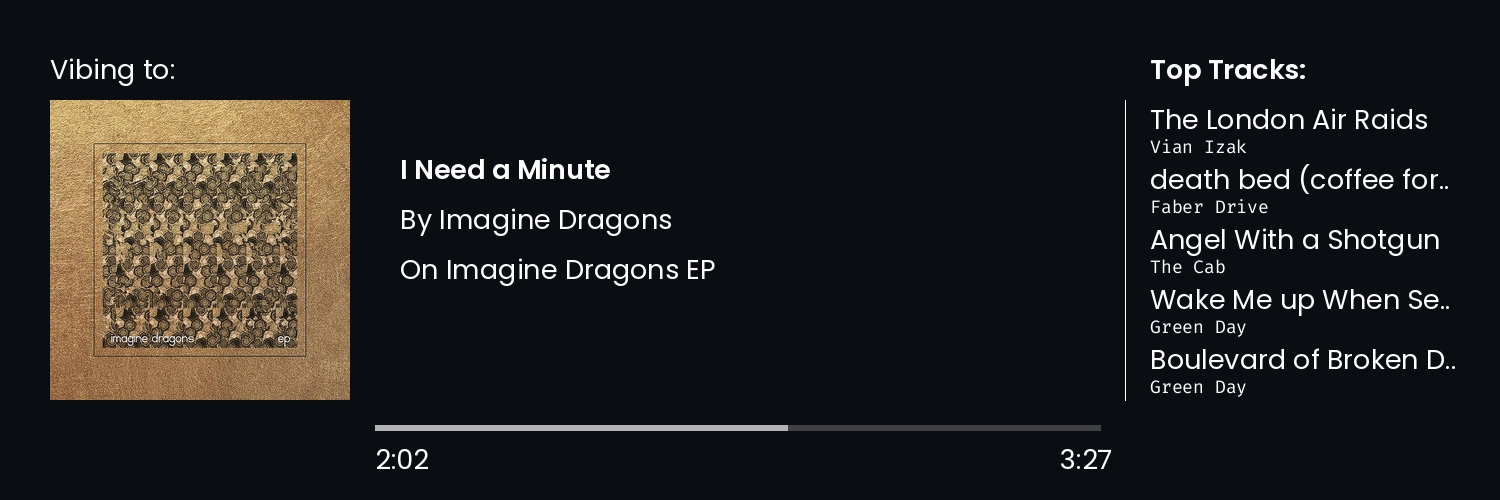 Vibing to:
imagine dragons
ep
I Need a Minute
By Imagine Dragons
On Imagine Dragons EP
2:02
3:27
Top Tracks:
The London Air Raids
Vian Izak
death bed (coffee for..
Faber Drive
Angel With a Shotgun
The Cab
Wake Me up When Se..
Green Day
Boulevard of Broken D..
Green Day